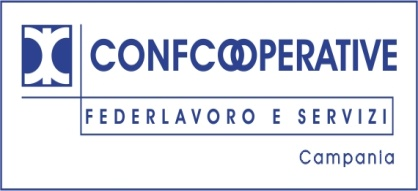 CONFCOOPERATIVE
FEDERLAVORO E SERVIZI
Campania